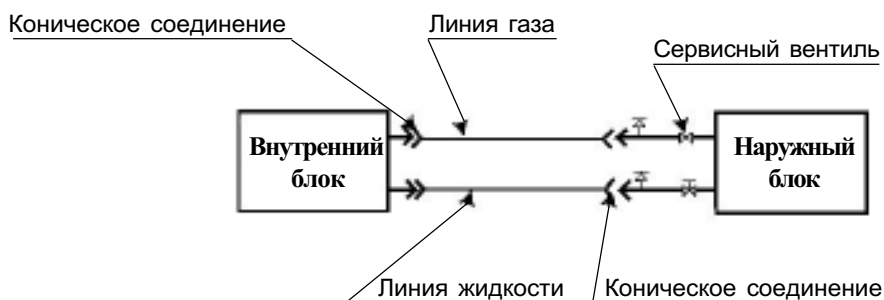 Коническое соединение
Линия газа
Сервисный вентиль
Внутренний
блок
Наружный
блок
Линия жидкости
Коническое соединение